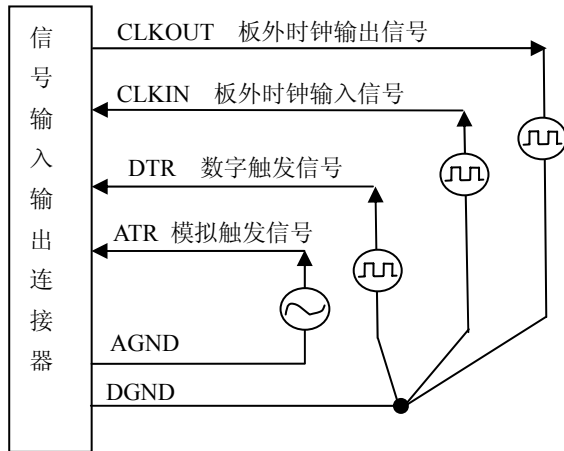 信号输入输出连接器
CLKOUT 板外时钟输出信号
CLKIN 板外时钟输入信号
DTR 数字触发信号
ATR 模拟触发信号
AGND
DGND